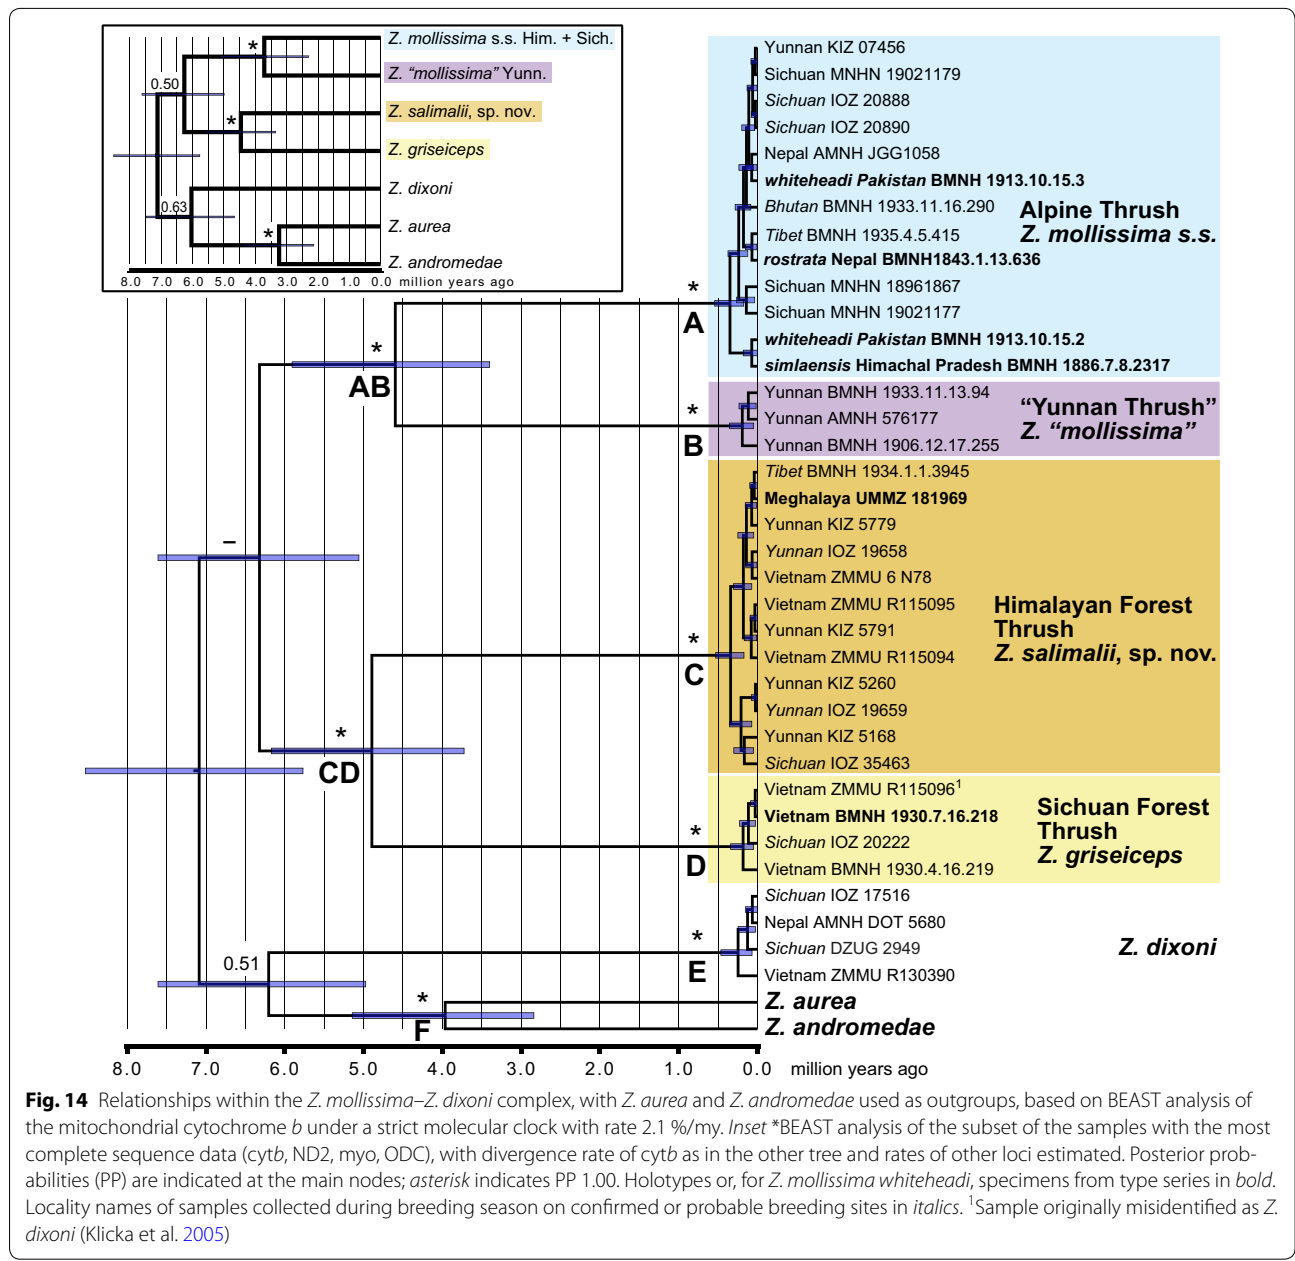 Z. mollissima s.s. Him. + Sich.
Z. “mollissima” Yunn.
Z. salimalii, sp. nov.
Z. griseiceps
Z. dixoni
Z. aurea
Z. andromedae
*
0.50
*
0.63
*
8.0 7.0 6.0 5.0 4.0 3.0 2.0 1.0 0.0 million years ago
Yunnan KIZ 07456
Sichuan MNHN 19021179
Sichuan IOZ 20888
Sichuan IOZ 20890
Nepal AMNH JGG1058
whiteheadi Pakistan BMNH 1913.10.15.3
Bhutan BMNH 1933.11.16.290
Tibet BMNH 1935.4.5.415
rostrata Nepal BMNH1843.1.13.636
Sichuan MNHN 18961867
Sichuan MNHN 19021177
whiteheadi Pakistan BMNH 1913.10.15.2
simlaensis Himachal Pradesh BMNH 1886.7.8.2317
Alpine Thrush
Z. mollissima s.s.
Yunnan BMNH 1933.11.13.94
Yunnan AMNH 576177
Yunnan BMNH 1906.12.17.255
“Yunnan Thrush”
Z. “mollissima”
Tibet BMNH 1934.1.1.3945
Meghalaya UMMZ 181969
Yunnan KIZ 5779
Yunnan IOZ 19658
Vietnam ZMMU 6 N78
Vietnam ZMMU R115095
Yunnan KIZ 5791
Vietnam ZMMU R115094
Yunnan KIZ 5260
Yunnan IOZ 19659
Yunnan KIZ 5168
Sichuan IOZ 35463
Himalayan Forest
Thrush
Z. salimalii, sp. nov.
Vietnam ZMMU R115096¹
Vietnam BMNH 1930.7.16.218
Sichuan IOZ 20222
Vietnam BMNH 1930.4.16.219
Sichuan Forest
Thrush
Z. griseiceps
Sichuan IOZ 17516
Nepal AMNH DOT 5680
Sichuan DZUG 2949
Vietnam ZMMU R130390
Z. dixoni
Z. aurea
Z. andromedae
*
A
*
AB
*
B
–
*
C
*
CD
*
D
*
E
0.51
*
F
8.0 7.0 6.0 5.0 4.0 3.0 2.0 1.0 0.0 million years ago
Fig. 14 Relationships within the Z. mollissima–Z. dixoni complex, with Z. aurea and Z. andromedae used as outgroups, based on BEAST analysis of
the mitochondrial cytochrome b under a strict molecular clock with rate 2.1 %/my. Inset *BEAST analysis of the subset of the samples with the most
complete sequence data (cytb, ND2, myo, ODC), with divergence rate of cytb as in the other tree and rates of other loci estimated. Posterior prob-
abilities (PP) are indicated at the main nodes; asterisk indicates PP 1.00. Holotypes or, for Z. mollissima whiteheadi, specimens from type series in bold.
Locality names of samples collected during breeding season on confirmed or probable breeding sites in italics. ¹Sample originally misidentified as Z.
dixoni (Klicka et al. 2005)